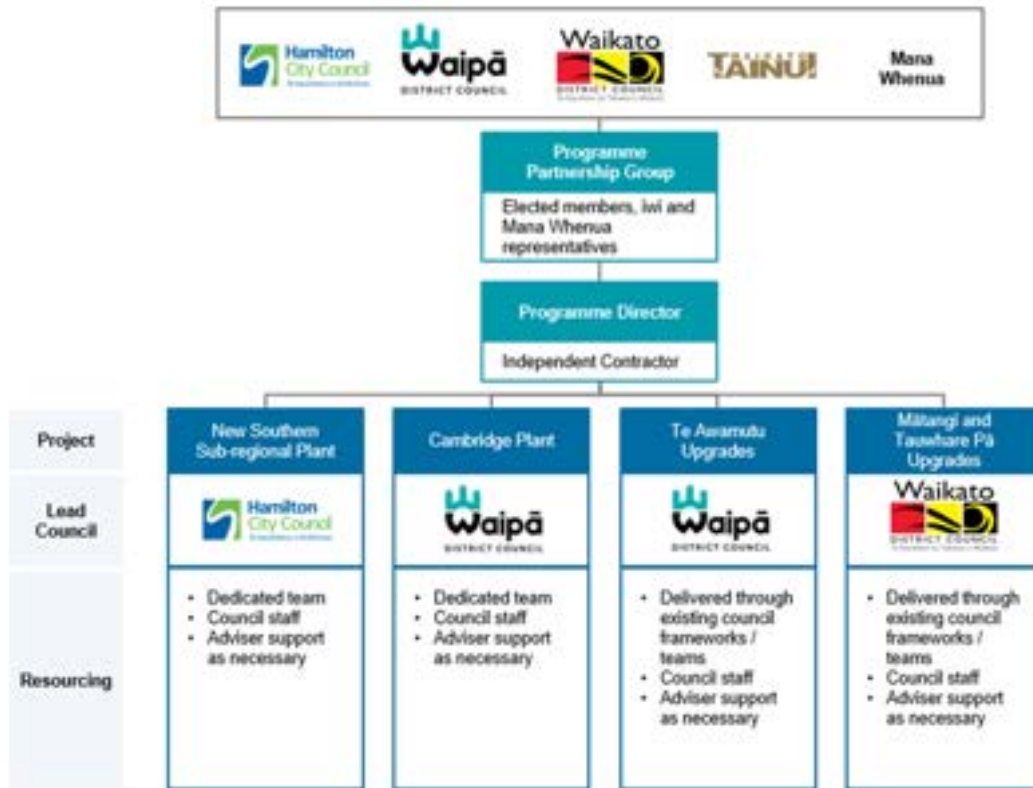 Hamilton
City Council
Waipā
DISTRICT COUNCIL
Waikato
DISTRICT COUNCIL
TAINUI
Mana
Whenua
Programme
Partnership Group
Elected members, iwi and
Mana Whenua
representatives
Programme Director
Independent Contractor
Project
New Southern
Sub-regional Plant
Cambridge Plant
Te Awamutu
Upgrades
Mātangi and
Tauwhare Pā
Upgrades
Lead
Council
Hamilton
City Council
Waipā
DISTRICT COUNCIL
Waipā
DISTRICT COUNCIL
Waikato
DISTRICT COUNCIL
Resourcing
• Dedicated team
• Council staff
• Adviser support
as necessary
• Dedicated team
• Council staff
• Adviser support
as necessary
• Delivered through
existing council
frameworks /
teams
• Council staff
• Adviser support
as necessary
• Delivered through
existing council
frameworks /
teams
• Council staff
• Adviser support
as necessary